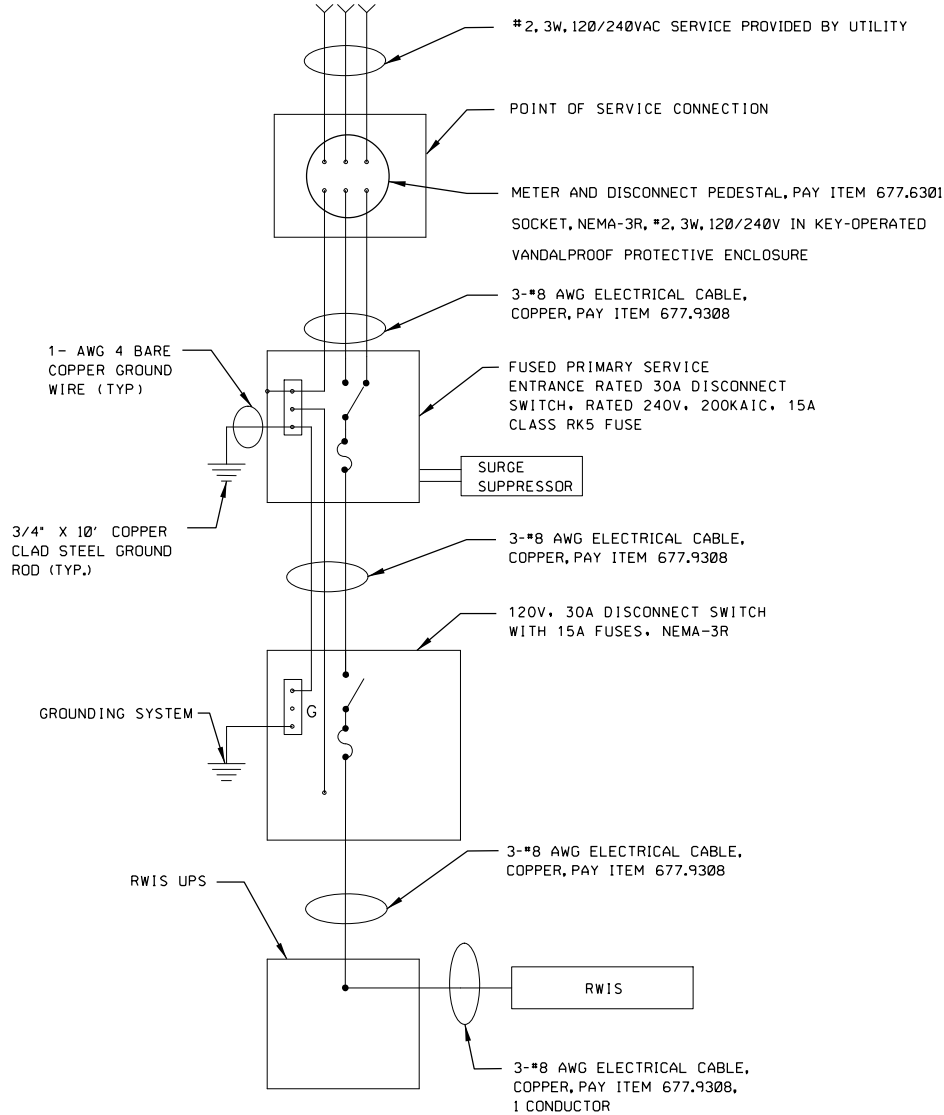 #2, 3W, 120/240VAC SERVICE PROVIDED BY UTILITY
POINT OF SERVICE CONNECTION
METER AND DISCONNECT PEDESTAL, PAY ITEM 677.6301
SOCKET, NEMA-3R, #2, 3W, 120/240V IN KEY-OPERATED
VANDALPROOF PROTECTIVE ENCLOSURE
3-#8 AWG ELECTRICAL CABLE,
COPPER, PAY ITEM 677.9308
1- AWG 4 BARE
COPPER GROUND
WIRE (TYP)
FUSED PRIMARY SERVICE
ENTRANCE RATED 30A DISCONNECT
SWITCH, RATED 240V, 200KAIC, 15A
CLASS RK5 FUSE
SURGE
SUPPRESSOR
3/4" X 10' COPPER
CLAD STEEL GROUND
ROD (TYP.)
3-#8 AWG ELECTRICAL CABLE,
COPPER, PAY ITEM 677.9308
120V, 30A DISCONNECT SWITCH
WITH 15A FUSES, NEMA-3R
G
GROUNDING SYSTEM
3-#8 AWG ELECTRICAL CABLE,
COPPER, PAY ITEM 677.9308
RWIS UPS
RWIS
3-#8 AWG ELECTRICAL CABLE,
COPPER, PAY ITEM 677.9308,
1 CONDUCTOR